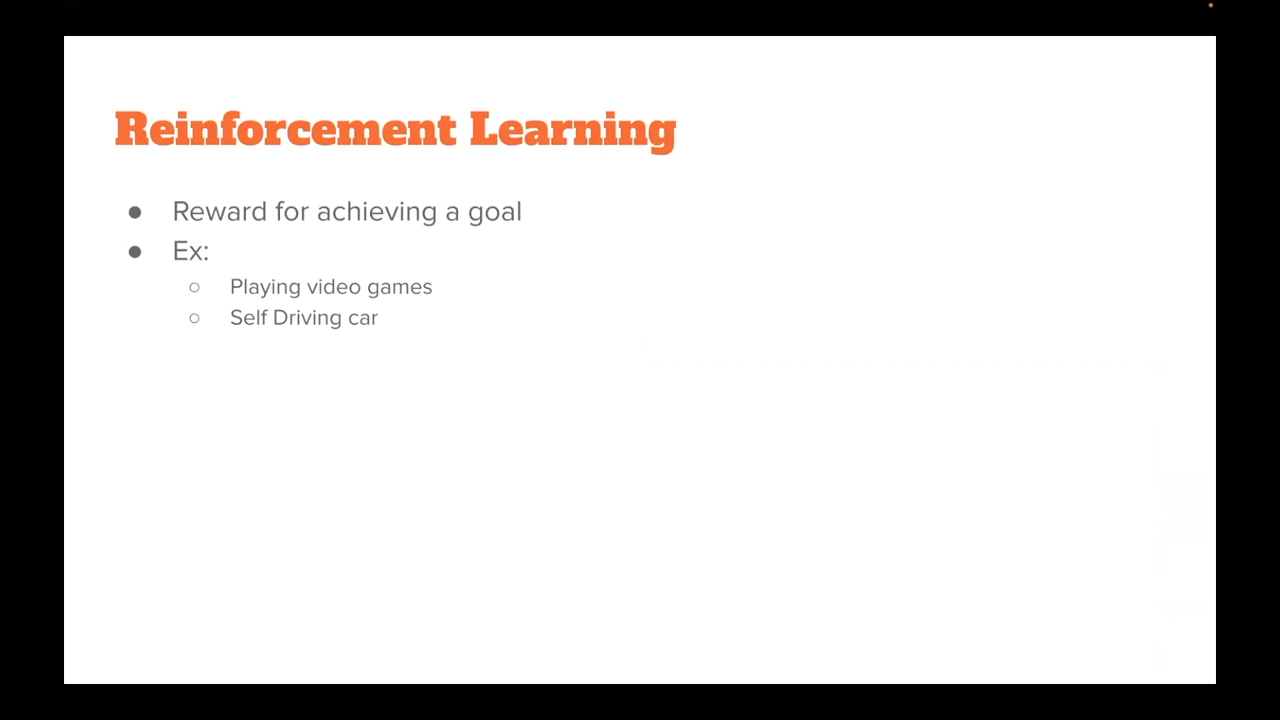 Reinforcement Learning
● Reward for achieving a goal
● Ex:
○ Playing video games
○ Self Driving car